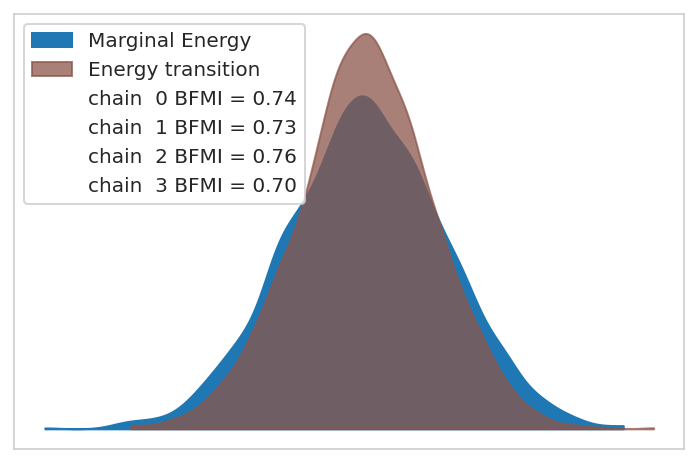 Marginal Energy
Energy transition
chain  0 BFMI = 0.74
chain  1 BFMI = 0.73
chain  2 BFMI = 0.76
chain  3 BFMI = 0.70